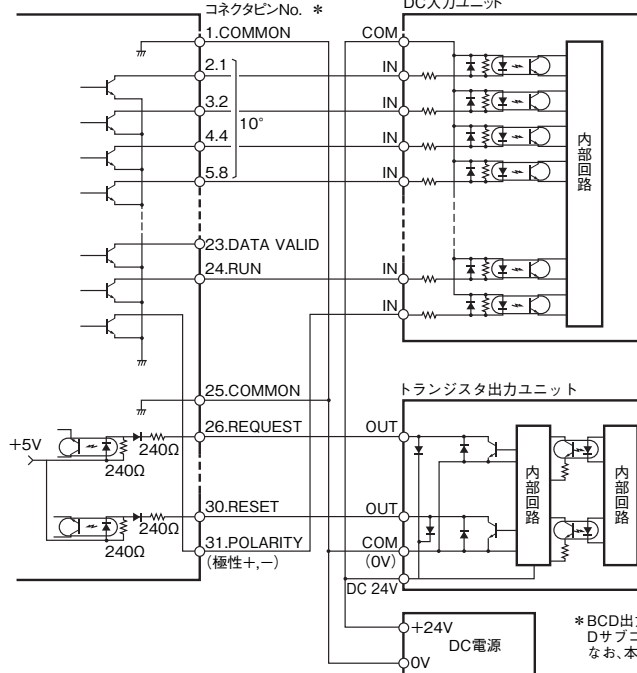 コネクタピンNo. *
DC入力ユニット
1.COMMON
COM
2.1
IN
3.2
IN
10°
4.4
IN
5.8
IN
内部回路
23.DATA VALID
24.RUN
IN
IN
25.COMMON
トランジスタ出力ユニット
26.REQUEST
OUT
+5V
240Ω
240Ω
内部回路
内部回路
30.RESET
OUT
240Ω
240Ω
31.POLARITY
(極性+,−)
COM
(0V)
DC 24V
+24V
DC電源
0V
*BCD出
Dサブコ
なお、本